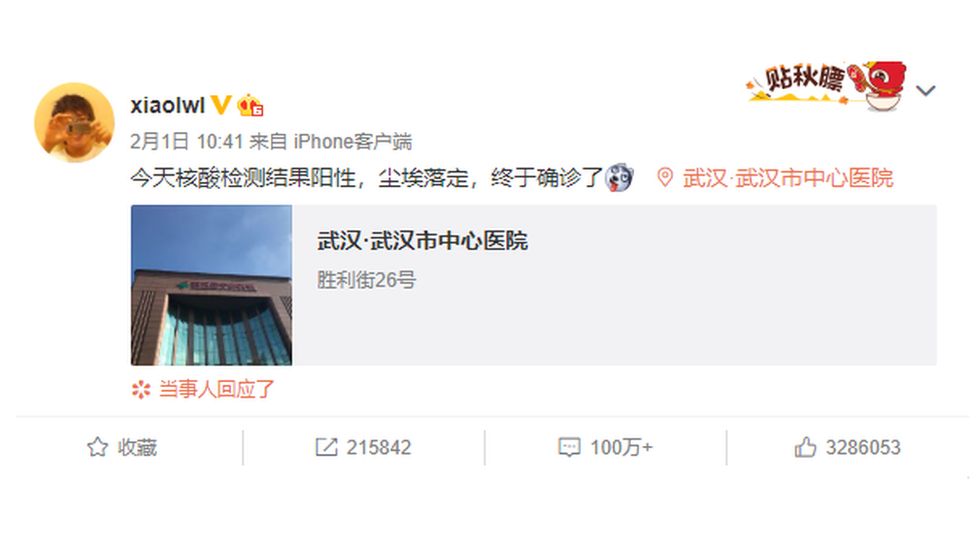 贴秋膘
xiaolwl
2月1日 10:41 来自 iPhone客户端
今天核酸检测结果阳性，尘埃落定，终于确诊了 武汉·武汉市中心医院
武汉·武汉市中心医院
胜利街26号
当事人回应了
收藏 215842 100万+ 3286053